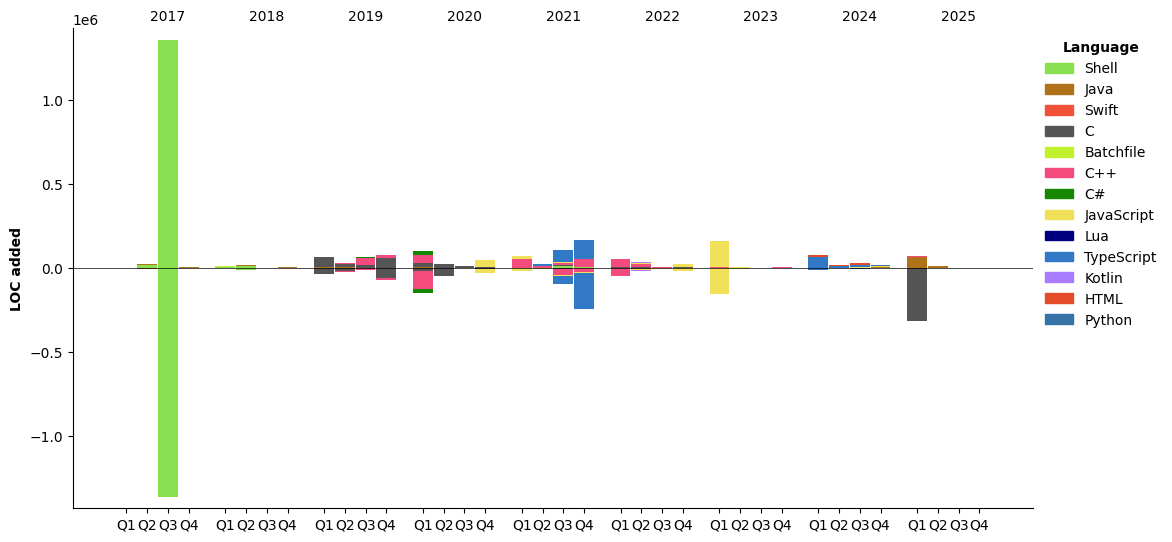 1e6
2017 2018 2019 2020 2021 2022 2023 2024 2025
LOC added
1.0
0.5
0.0
−0.5
−1.0
Q1 Q2 Q3 Q4 Q1 Q2 Q3 Q4 Q1 Q2 Q3 Q4 Q1 Q2 Q3 Q4 Q1 Q2 Q3 Q4 Q1 Q2 Q3 Q4 Q1 Q2 Q3 Q4 Q1 Q2 Q3 Q4 Q1 Q2 Q3 Q4
Language
Shell
Java
Swift
C
Batchfile
C++
C#
JavaScript
Lua
TypeScript
Kotlin
HTML
Python